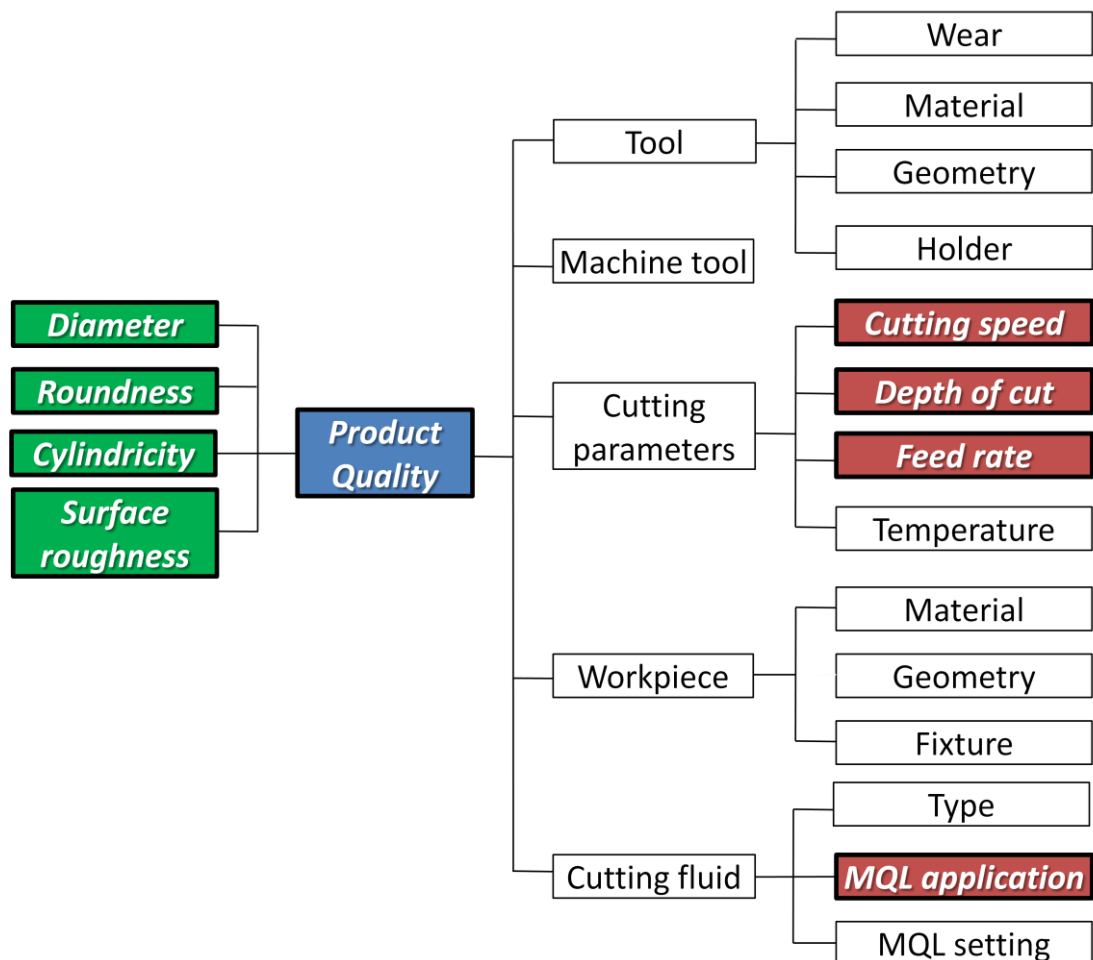 Diameter
Roundness
Cylindricity
Surface
roughness
Product
Quality
Tool
Machine tool
Cutting
parameters
Workpiece
Cutting fluid
Wear
Material
Geometry
Holder
Cutting speed
Depth of cut
Feed rate
Temperature
Material
Geometry
Fixture
Type
MQL application
MQL setting